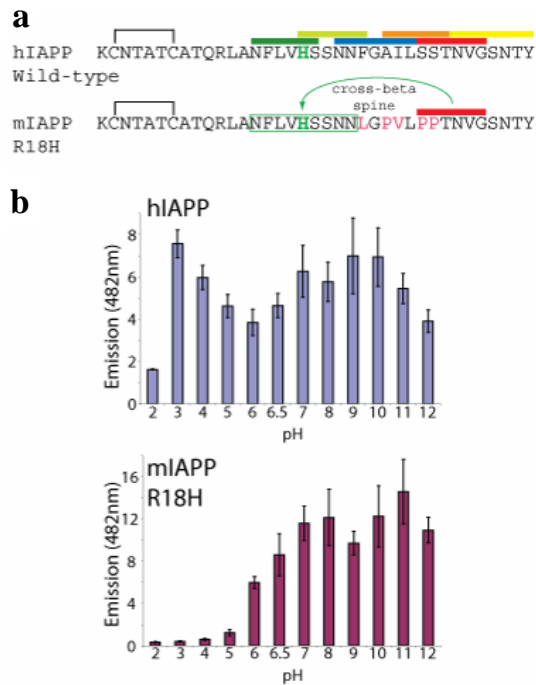 a
hIAPP KCNTATCATQRLANFLVHSSNNFGAILSSTNVGSNTY
Wild-type
cross-beta
spine
mIAPP KCNTATCATQRLANFLVHSSNNLGPVLPPTNVGSNTY
R18H
b
hIAPP
Emission (482nm)
8
6
4
2
0
2 3 4 5 6 6.5 7 8 9 10 11 12
pH
mIAPP
R18H
Emission (482nm)
16
12
8
4
0
2 3 4 5 6 6.5 7 8 9 10 11 12
pH